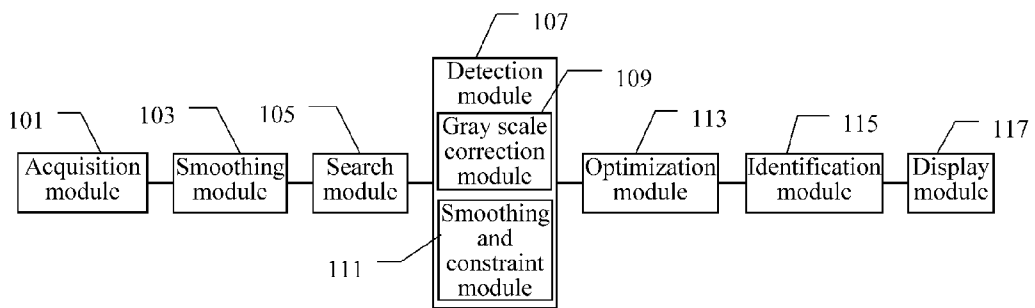 107
Detection
module
109
101
103
105
Gray scale
correction
module
113
115
117
Acquisition
module
Smoothing
module
Search
module
Optimization
module
Identification
module
Display
module
Smoothing
and
constraint
module
111